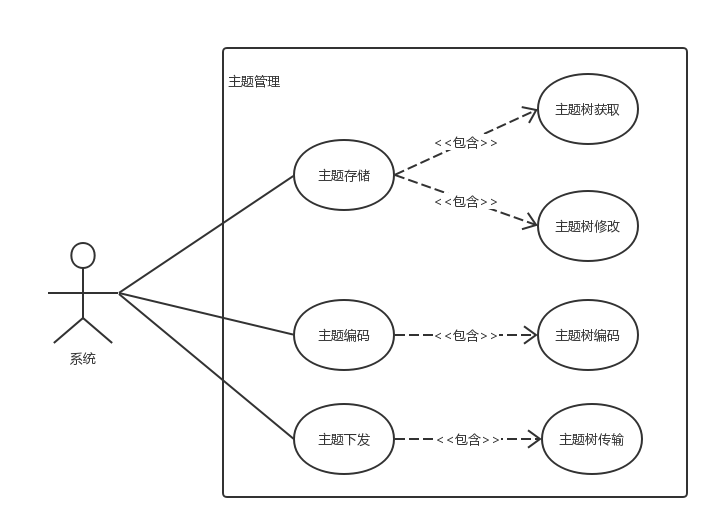 主题管理
主题树获取
<<包含>>
主题存储
<<包含>>
主题树修改
系统
主题编码
<<包含>>
主题树编码
主题下发
<<包含>>
主题树传输